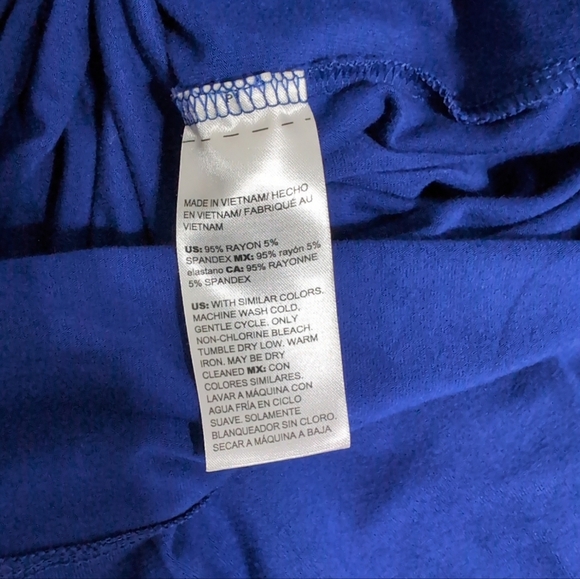 MADE IN VIETNAM/ HECHO
EN VIETNAM/ FABRIQUÉ AU
VIETNAM
US: 95% RAYON 5%
SPANDEX MX: 95% rayón 5%
elastano CA: 95% RAYONNE
5% SPANDEX
US: WITH SIMILAR COLORS,
MACHINE WASH COLD,
GENTLE CYCLE. ONLY
NON-CHLORINE BLEACH.
TUMBLE DRY LOW. WARM
IRON. MAY BE DRY
CLEANED MX: CON
COLORES SIMILARES.
LAVAR A MÁQUINA CON
AGUA FRÍA EN CICLO
SUAVE. SOLAMENTE
BLANQUEADOR SIN CLORO.
SECAR A MÁQUINA A BAJA